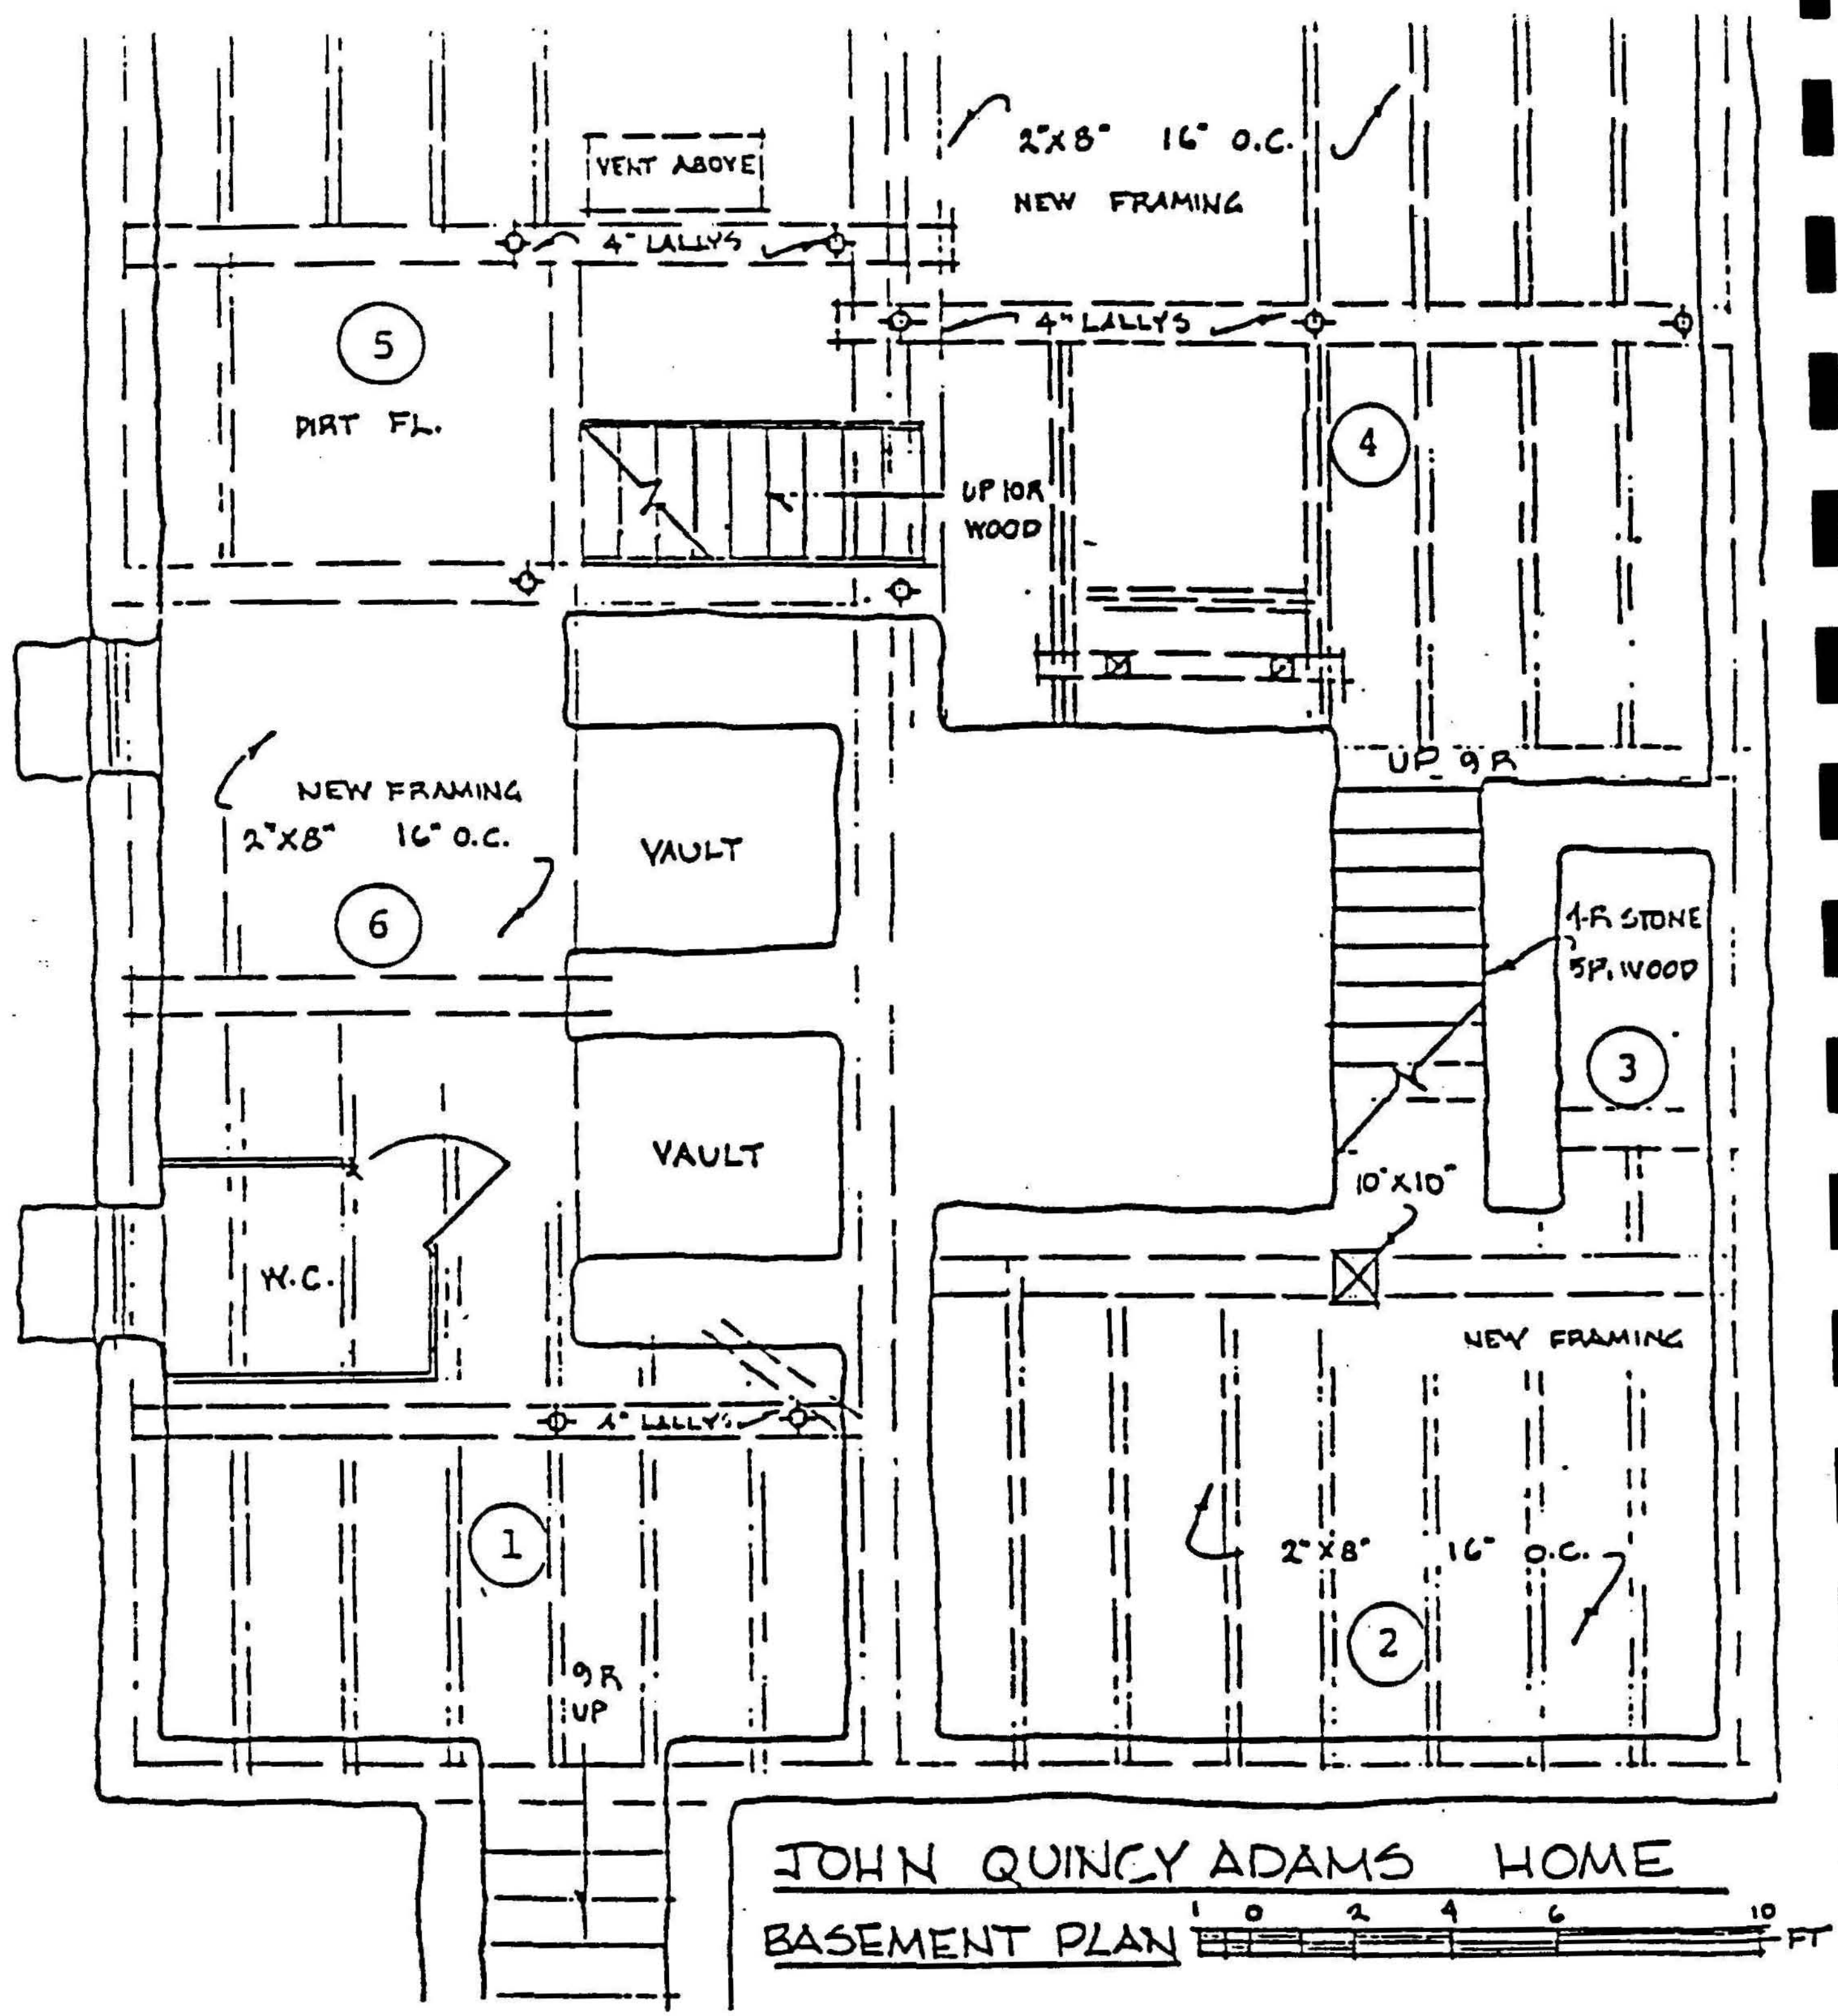 2"X8" 16" O.C.
NEW FRAMING
VENT ABOVE
4" LALLYS
4" LALLYS
5
DIRT FL.
4
UP 10R
WOOD
UP 9R
NEW FRAMING
2"X8" 16" O.C.
VAULT
6
4R STONE
5R. WOOD
3
VAULT
10"X10"
W.C.
NEW FRAMING
4" LALLYS
1
2"X8" 16" O.C.
2
9R
UP
JOHN QUINCY ADAMS HOME
BASEMENT PLAN
1 0 2 4 6 10
FT